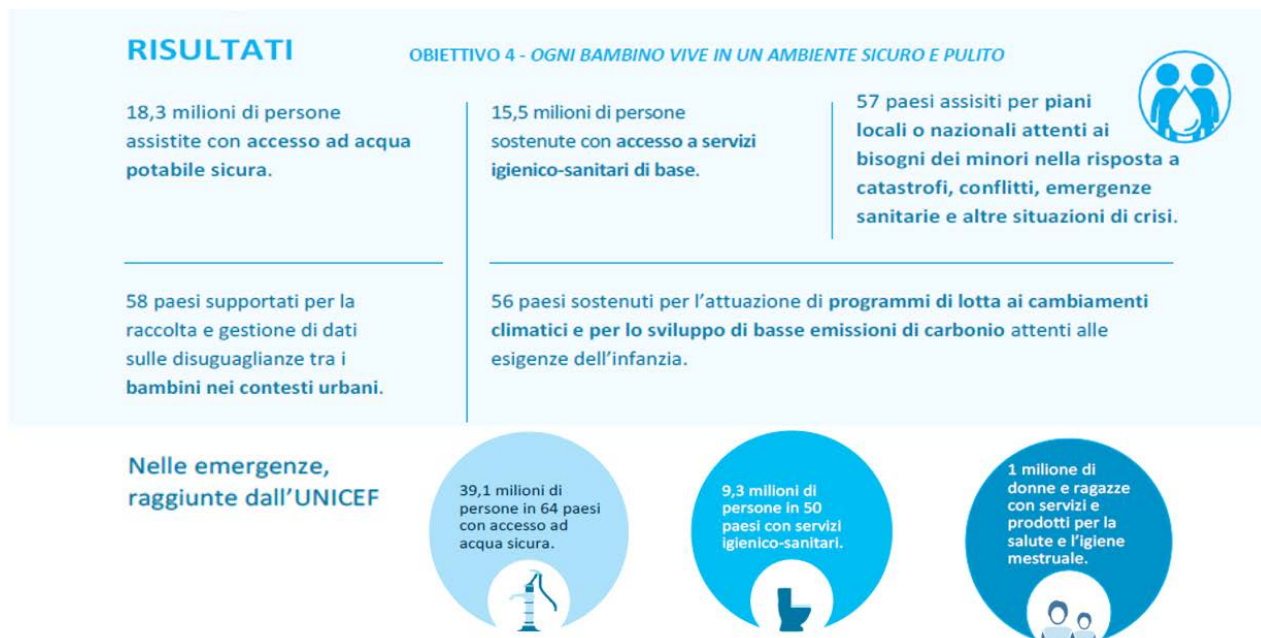 RISULTATI
OBIETTIVO 4 - OGNI BAMBINO VIVE IN UN AMBIENTE SICURO E PULITO
18,3 milioni di persone
assistite con accesso ad acqua
potabile sicura.
15,5 milioni di persone
sostenute con accesso a servizi
igienico-sanitari di base.
57 paesi assisiti per piani
locali o nazionali attenti ai
bisogni dei minori nella risposta a
catastrofi, conflitti, emergenze
sanitarie e altre situazioni di crisi.
58 paesi supportati per la
raccolta e gestione di dati
sulle disuguaglianze tra i
bambini nei contesti urbani.
56 paesi sostenuti per l'attuazione di programmi di lotta ai cambiamenti
climatici e per lo sviluppo di basse emissioni di carbonio attenti alle
esigenze dell'infanzia.
Nelle emergenze,
raggiunte dall'UNICEF
39,1 milioni di
persone in 64 paesi
con accesso ad
acqua sicura.
9,3 milioni di
persone in 50
paesi con servizi
igienico-sanitari.
1 milione di
donne e ragazze
con servizi e
prodotti per la
salute e l'igiene
mestruale.